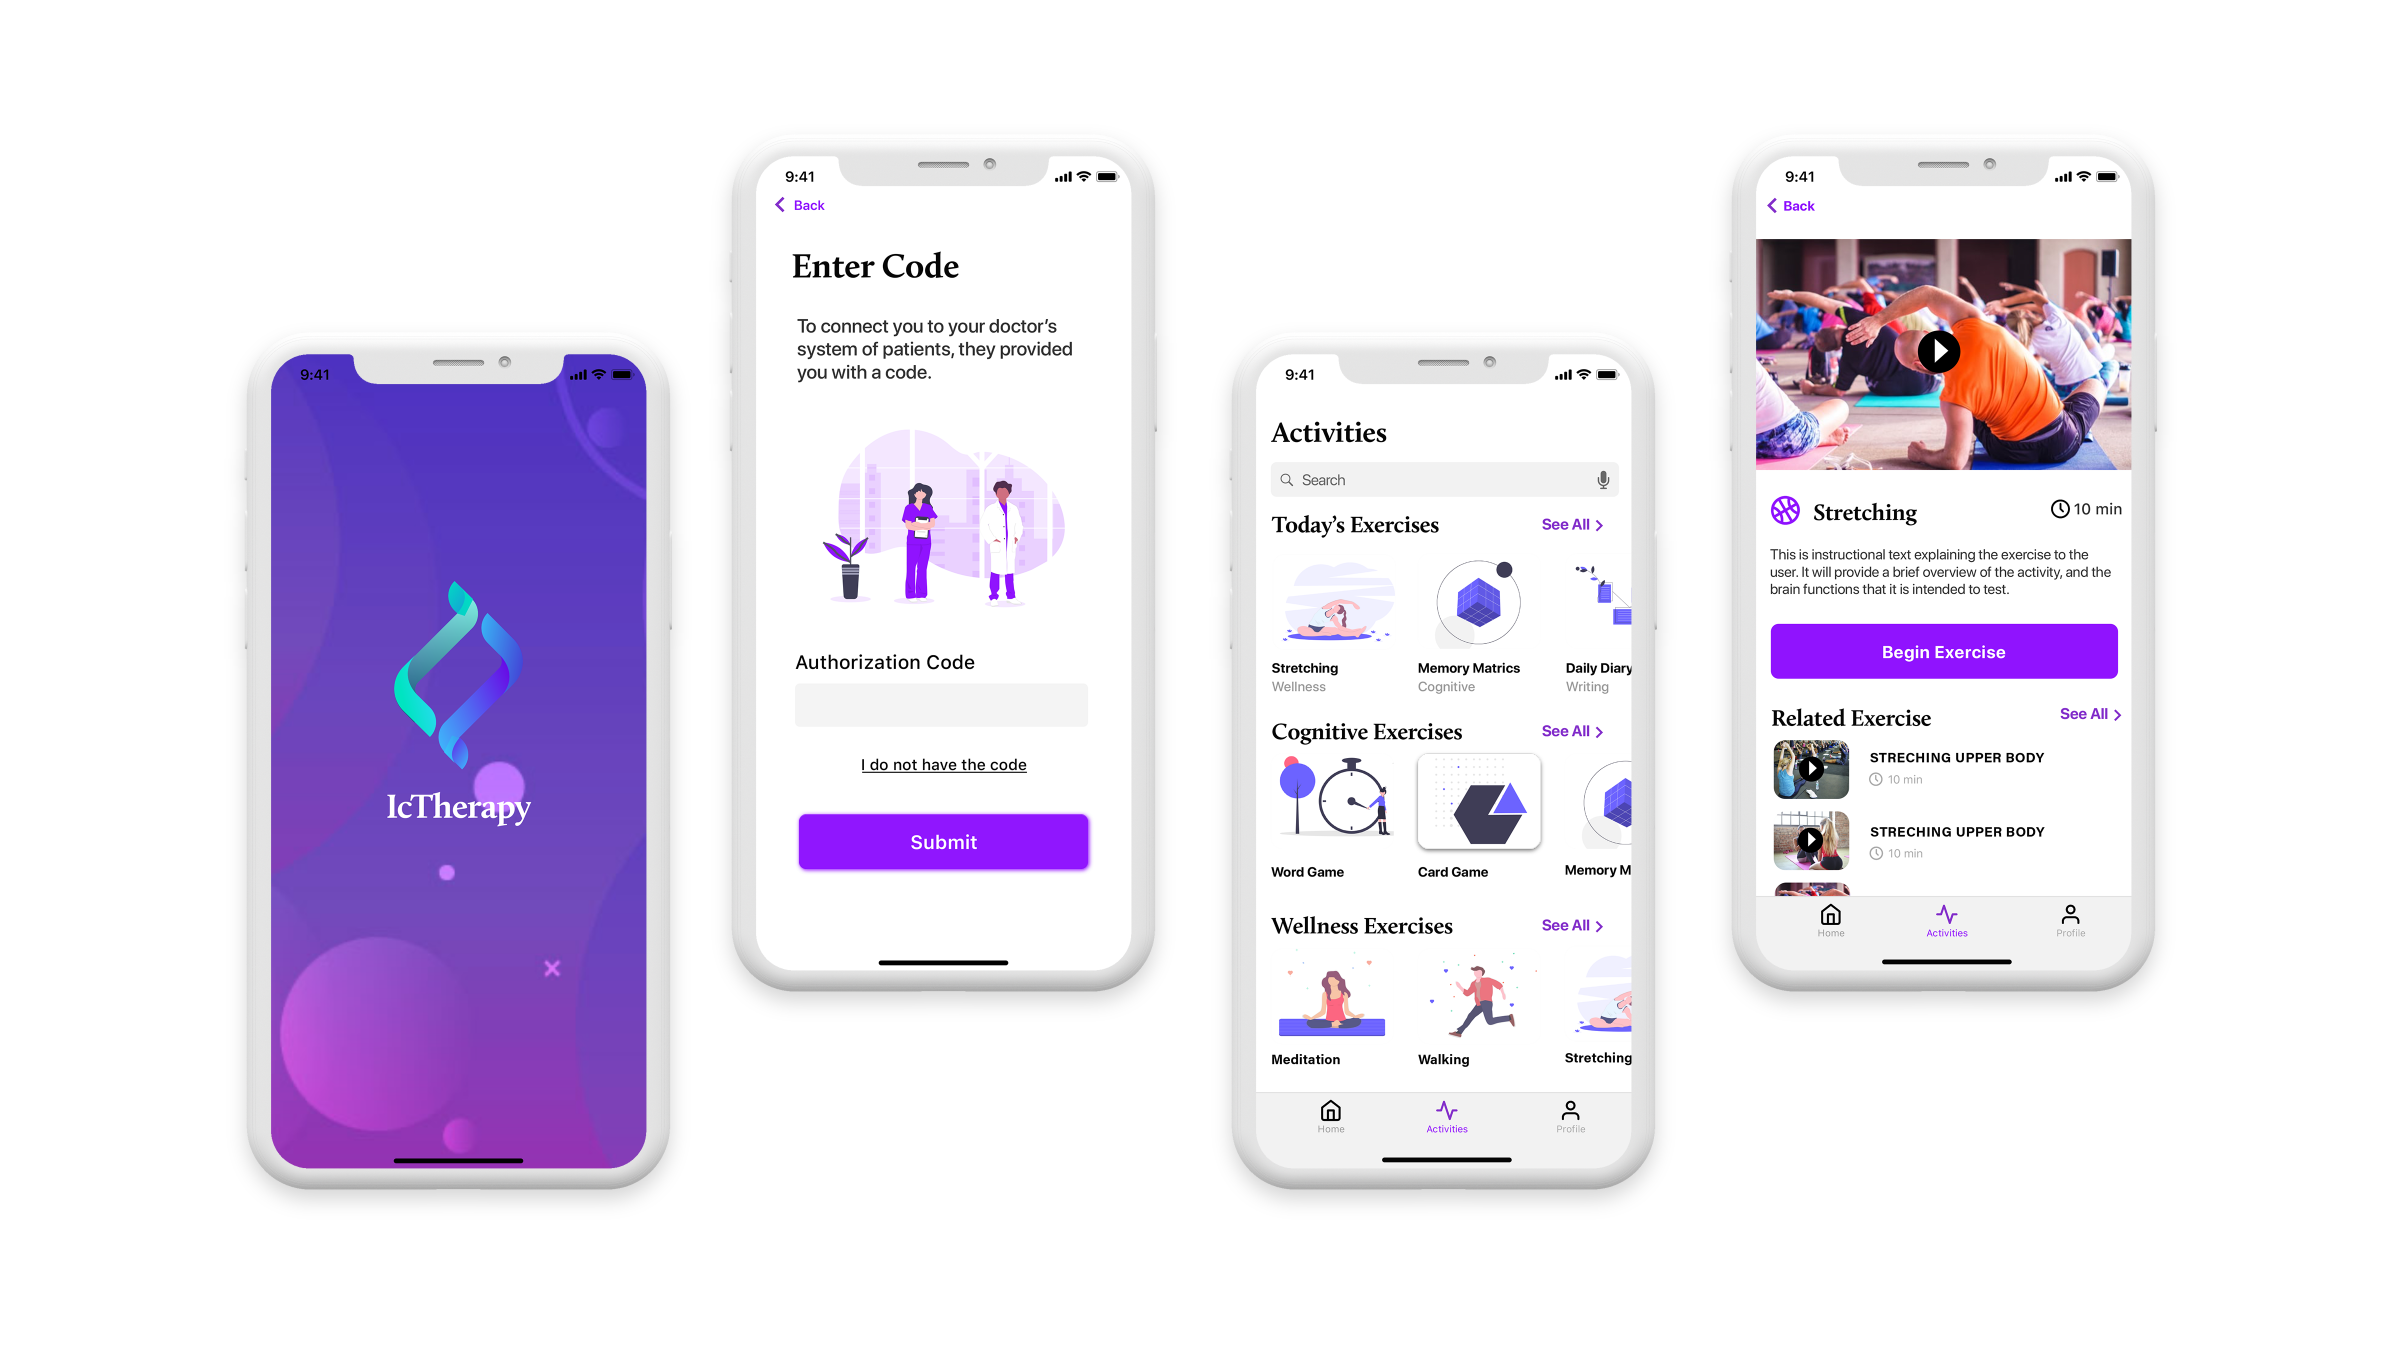 9:41
IcTherapy
9:41
Back
Enter Code
To connect you to your doctor's
system of patients, they provided
you with a code.
Authorization Code
I do not have the code
Submit
9:41
Activities
Search
Today's Exercises
See All
Stretching
Memory Matrics
Daily Diary
Wellness
Cognitive
Writing
Cognitive Exercises
See All
Word Game
Card Game
Memory M
Wellness Exercises
See All
Meditation
Walking
Stretching
Home
Activities
Profile
9:41
Back
Stretching
10 min
This is instructional text explaining the exercise to the
user. It will provide a brief overview of the activity, and the
brain functions that it is intended to test.
Begin Exercise
Related Exercise
See All
STRECHING UPPER BODY
10 min
STRECHING UPPER BODY
10 min
Home
Activities
Profile